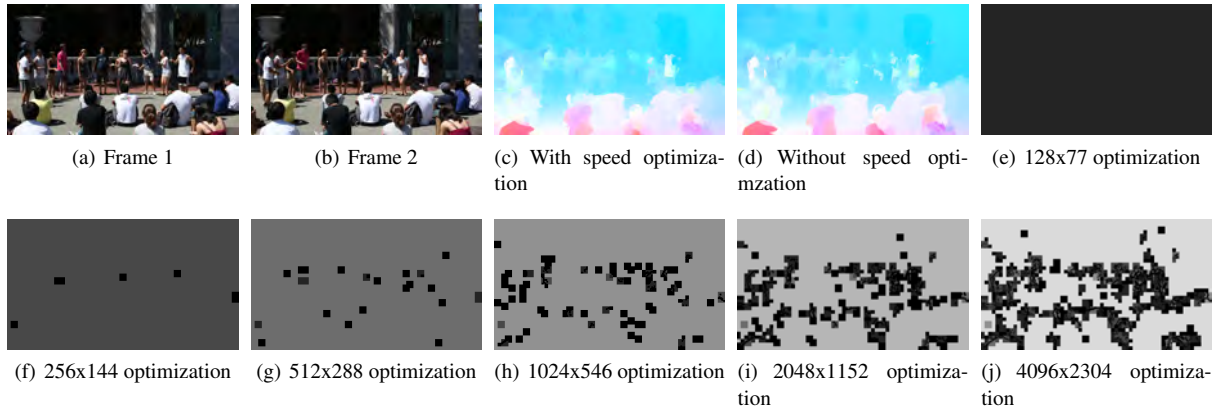 (a) Frame 1
(b) Frame 2
(c) With speed optimiza-
tion
(d) Without speed opti-
mzation
(e) 128x77 optimization
(f) 256x144 optimization
(g) 512x288 optimization
(h) 1024x546 optimization
(i) 2048x1152 optimiza-
tion
(j) 4096x2304 optimiza-
tion